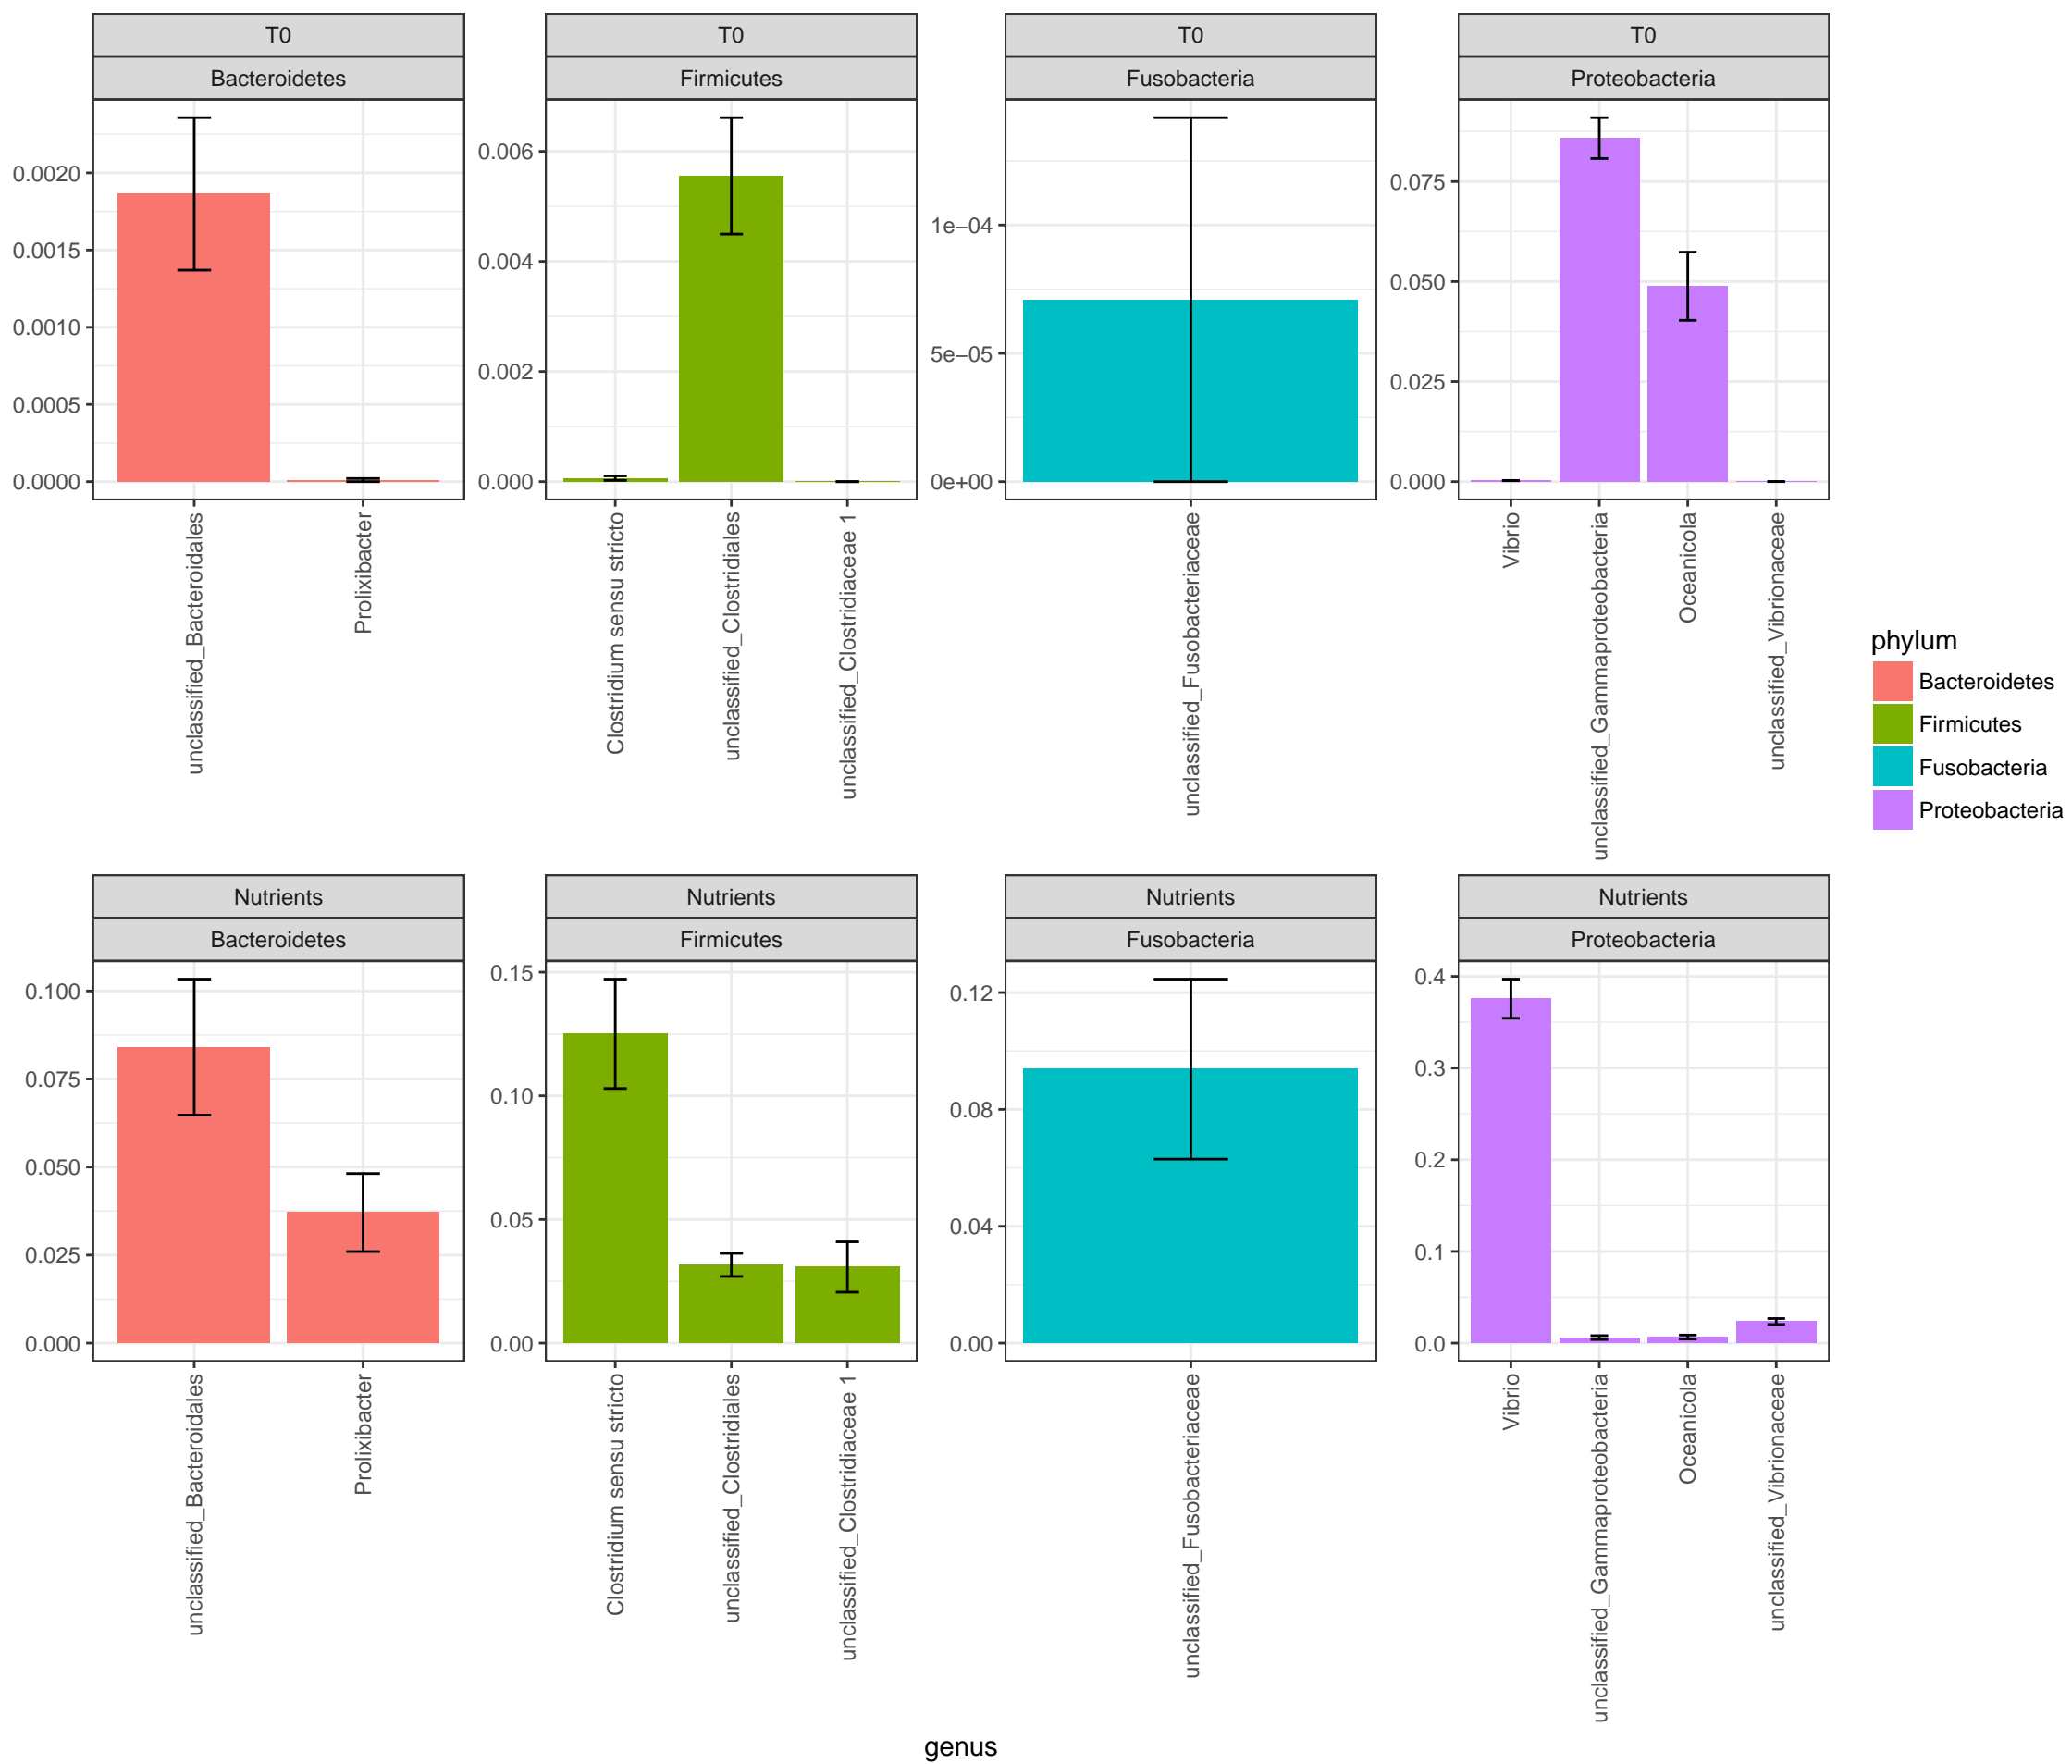 T0
Bacteroidetes
0.0020
0.0015
0.0010
0.0005
0.0000
unclassified_Bacteroidales
Prolixibacter
T0
Firmicutes
0.006
0.004
0.002
0.000
Clostridium sensu stricto
unclassified_Clostridiales
unclassified_Clostridiaceae 1
T0
Fusobacteria
1e−04
5e−05
0e+00
unclassified_Fusobacteriaceae
T0
Proteobacteria
0.075
0.050
0.025
0.000
Vibrio
unclassified_Gammaproteobacteria
Oceanicola
unclassified_Vibrionaceae
phylum
Bacteroidetes
Firmicutes
Fusobacteria
Proteobacteria
Nutrients
Bacteroidetes
0.100
0.075
0.050
0.025
0.000
unclassified_Bacteroidales
Prolixibacter
Nutrients
Firmicutes
0.15
0.10
0.05
0.00
Clostridium sensu stricto
unclassified_Clostridiales
unclassified_Clostridiaceae 1
Nutrients
Fusobacteria
0.12
0.08
0.04
0.00
unclassified_Fusobacteriaceae
Nutrients
Proteobacteria
0.4
0.3
0.2
0.1
0.0
Vibrio
unclassified_Gammaproteobacteria
Oceanicola
unclassified_Vibrionaceae
genus